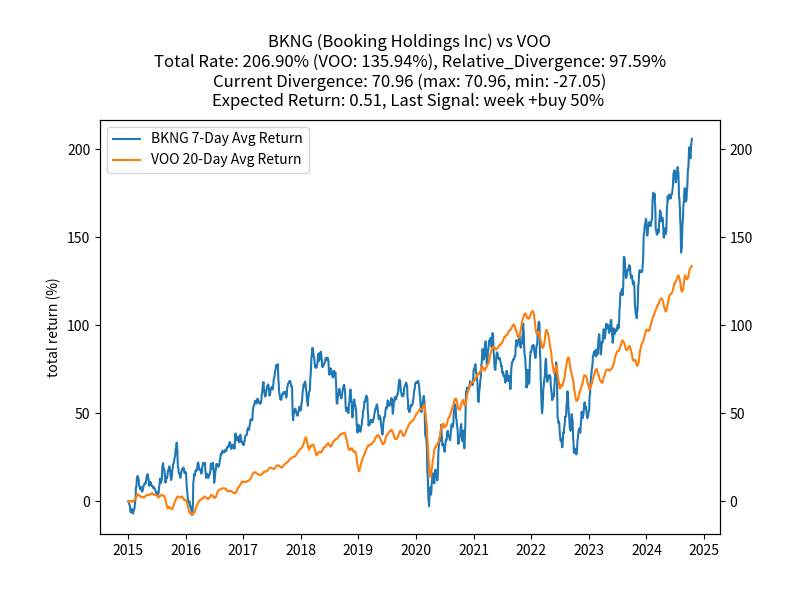 BKNG (Booking Holdings Inc) vs VOO
Total Rate: 206.90% (VOO: 135.94%), Relative_Divergence: 97.59%
Current Divergence: 70.96 (max: 70.96, min: -27.05)
Expected Return: 0.51, Last Signal: week +buy 50%
BKNG 7-Day Avg Return
VOO 20-Day Avg Return
200 200
150 150
100 100
50 50
0 0
total return (%)
2015 2016 2017 2018 2019 2020 2021 2022 2023 2024 2025